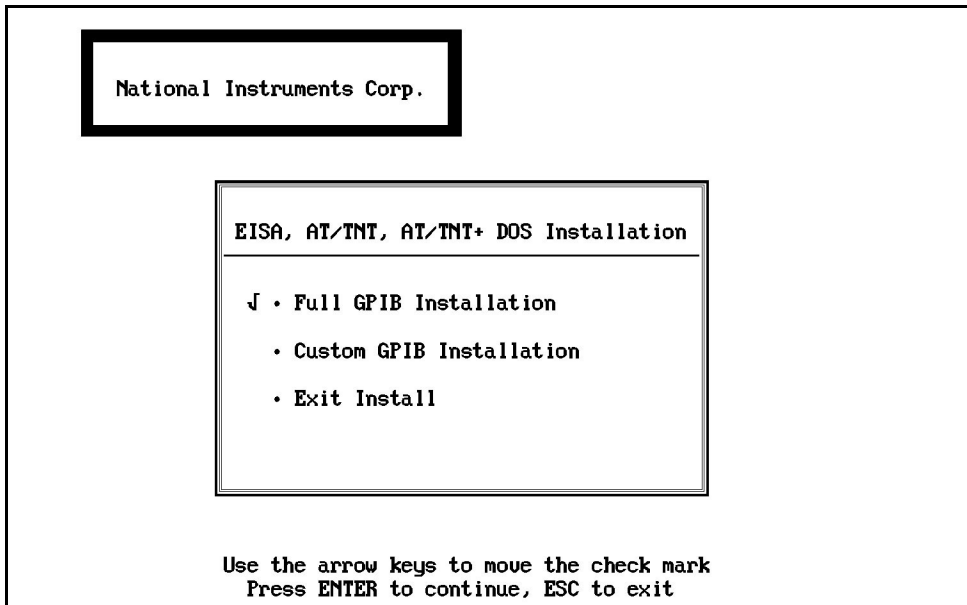 National Instruments Corp.
EISA, AT/TNT, AT/TNT+ DOS Installation
√ • Full GPIB Installation
• Custom GPIB Installation
• Exit Install
Use the arrow keys to move the check mark
Press ENTER to continue, ESC to exit